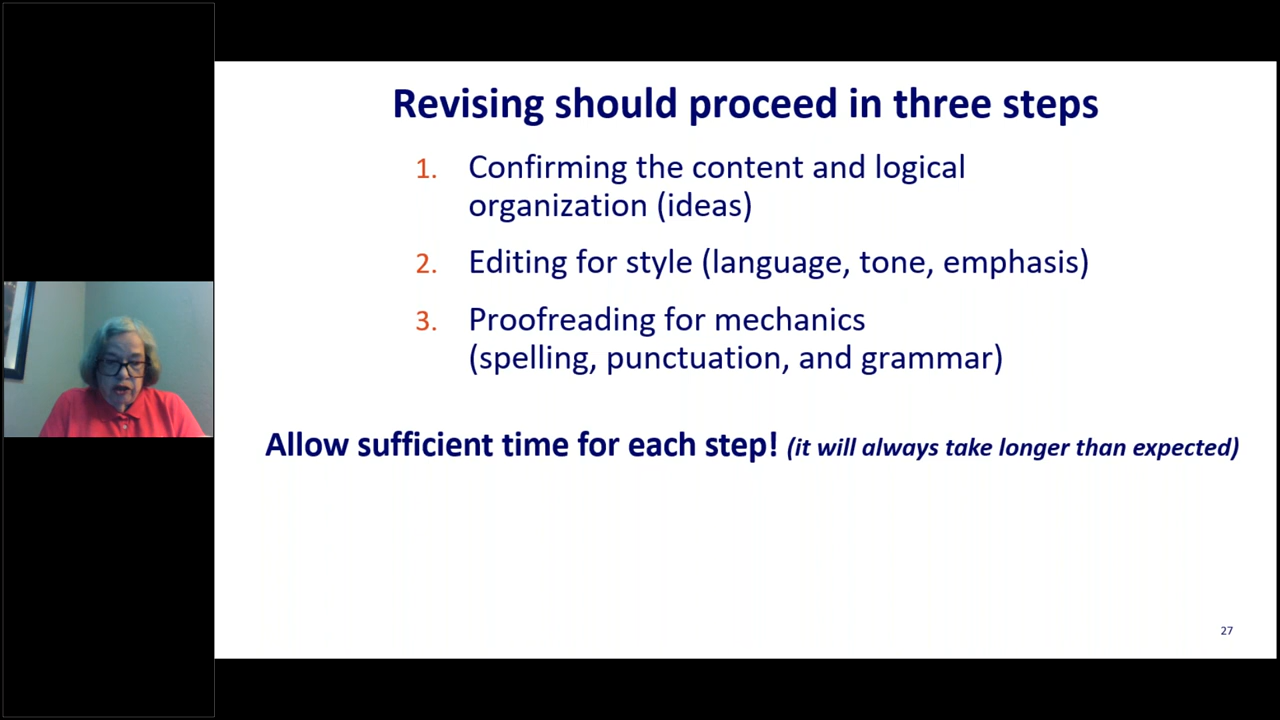 Revising should proceed in three steps
1. Confirming the content and logical
organization (ideas)
2. Editing for style (language, tone, emphasis)
3. Proofreading for mechanics
(spelling, punctuation, and grammar)
Allow sufficient time for each step! (it will always take longer than expected)
27